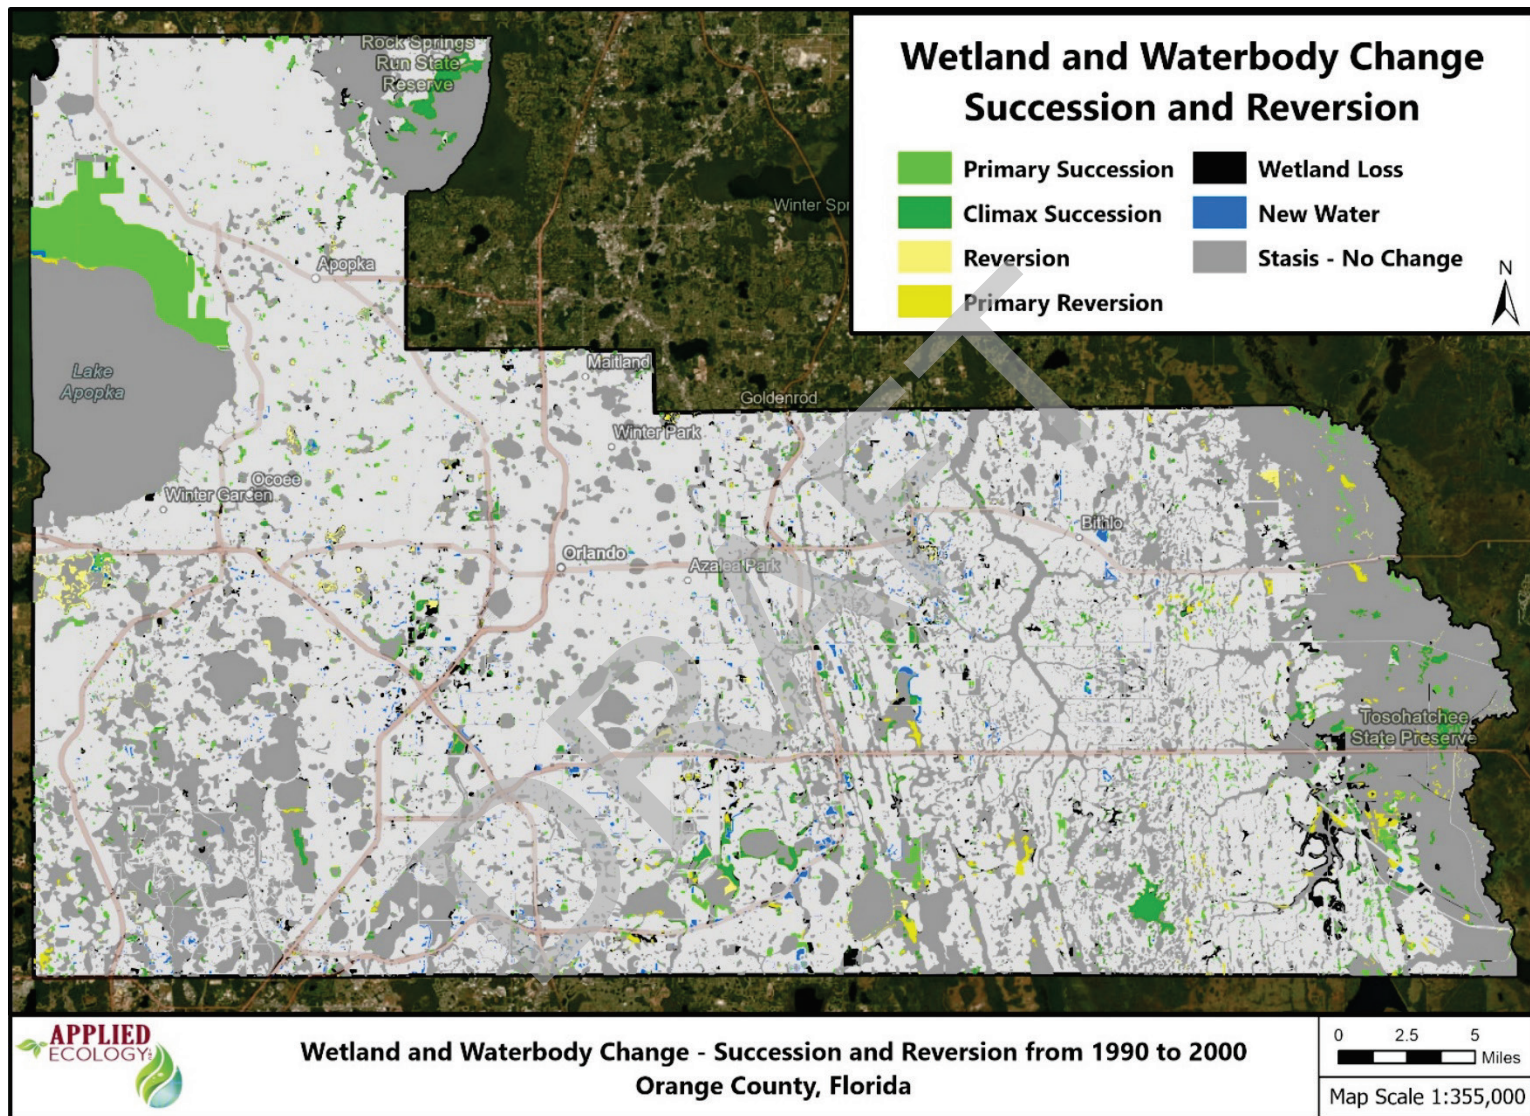 Wetland and Waterbody Change
Succession and Reversion
Primary Succession
Climax Succession
Reversion
Primary Reversion
Wetland Loss
New Water
Stasis - No Change
N
Rock Springs
Run State
Reserve
Winter Spr
Apopka
Lake
Apopka
Maitland
Goldenrod
Winter Park
Ocoee
Winter Garden
Orlando
Azalea Park
Bithlo
Tosohatchee
State Preserve
DRAFT
APPLIED
ECOLOGY
Wetland and Waterbody Change - Succession and Reversion from 1990 to 2000
Orange County, Florida
0 2.5 5
Miles
Map Scale 1:355,000